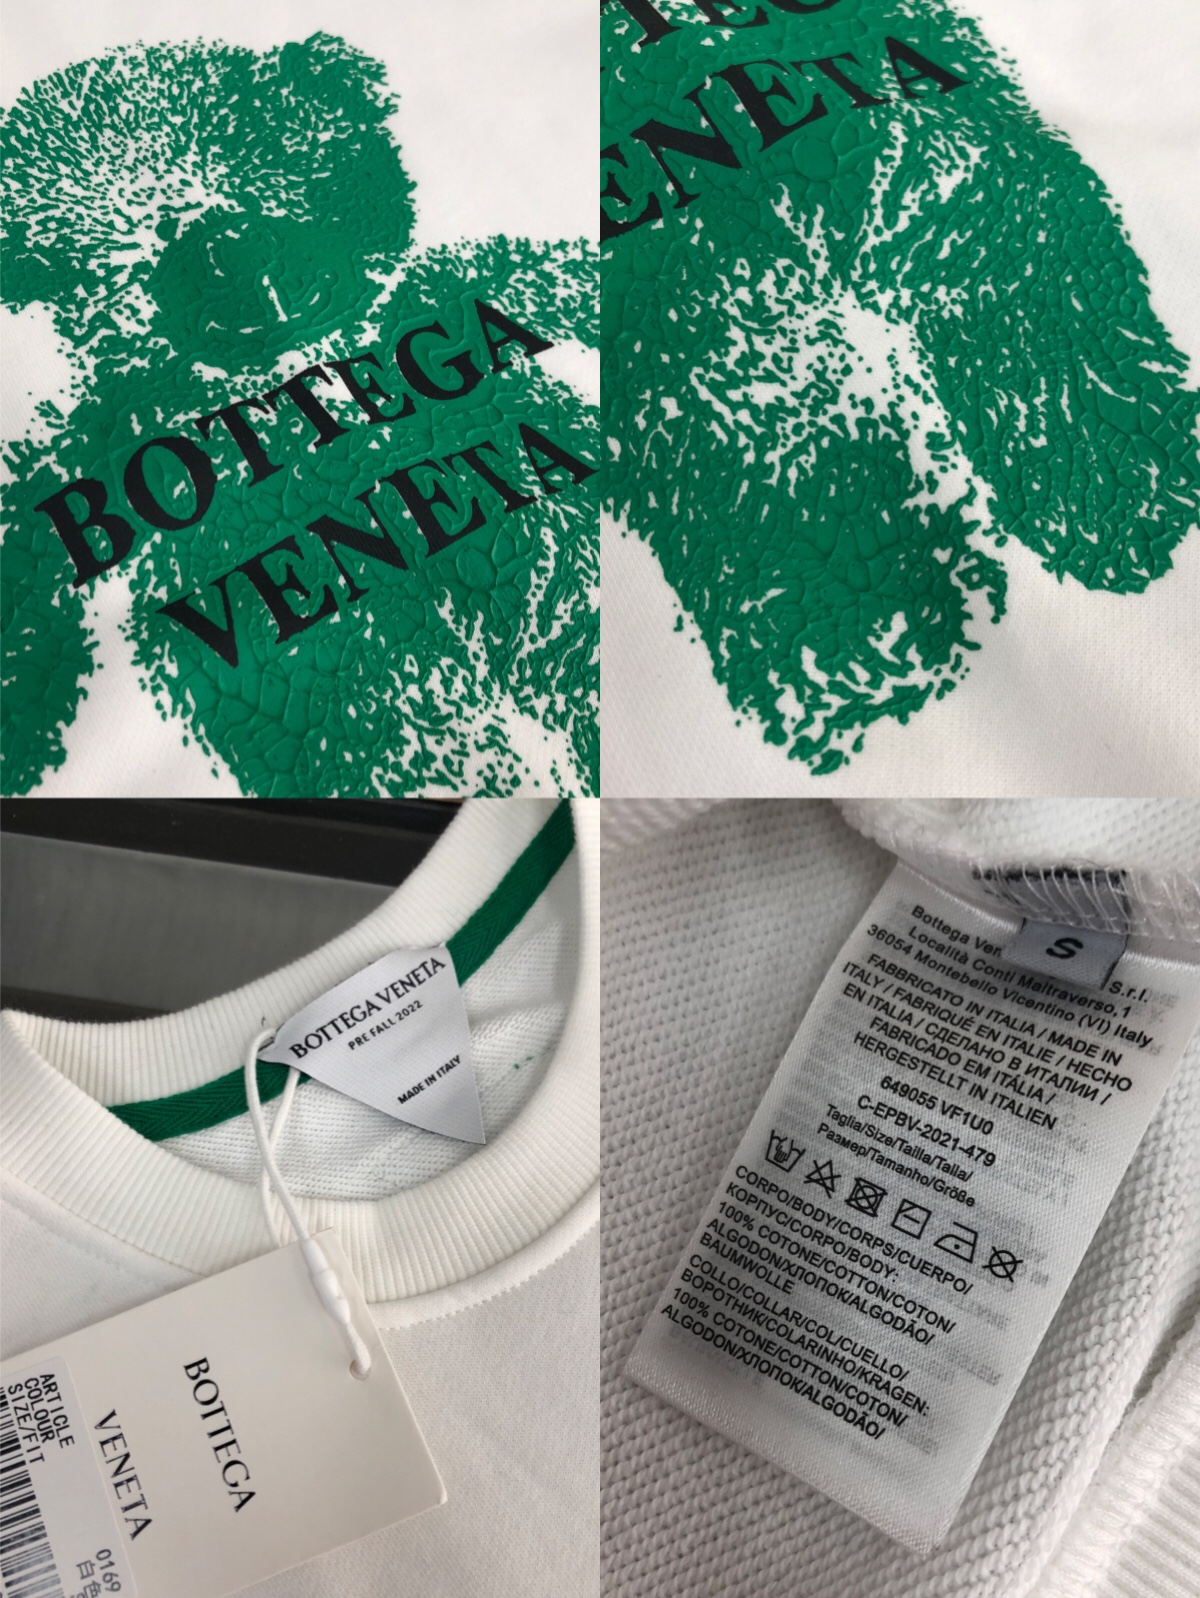 BOTTEGA
VENETA
VENETA
BOTTEGA VENETA
PRE FALL 2022
MADE IN ITALY
BOTTEGA
VENETA
ARTICLE
COLOUR
SIZE/FIT
0169
白色
S
Bottega S.r.l.
Località Conti Maltraverso, 1
36054 Montebello Vicentino (VI) Italy
FABBRICATO IN ITALIA / MADE IN
ITALY / FABRIQUÉ EN ITALIE / HECHO
EN ITALIA / СДЕЛАНО В ИТАЛИИ /
FABRICADO EM ITÁLIA /
HERGESTELLT IN ITALIEN
649055 VF1U0
C-EPBV-2021-479
Taglia/Size/Taille/Talla/
Размер/Tamanho/Größe
CORPO/BODY/CORPS/CUERPO/
КОРПУС/CORPO/BODY:
100% COTONE/COTTON/COTON/
ALGODON/ХЛОПОК/ALGODÃO/
BAUMWOLLE
COLLO/COLLAR/COL/CUELLO/
ВОРОТНИК/COLARINHO/KRAGEN:
100% COTONE/COTTON/COTON/
ALGODON/ХЛОПОК/ALGODÃO/